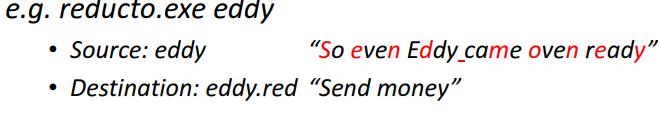 e.g. reducto.exe eddy
• Source: eddy “So even Eddy came oven ready”
• Destination: eddy.red “Send money”